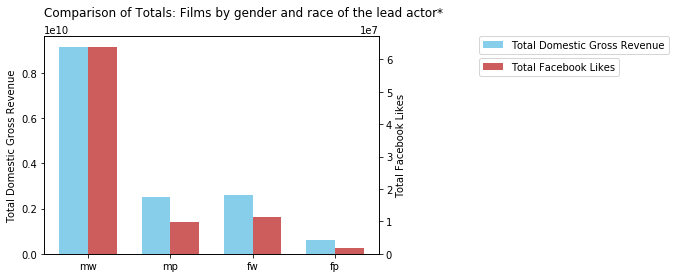 Comparison of Totals: Films by gender and race of the lead actor*
1e10
1e7
Total Domestic Gross Revenue
Total Facebook Likes
0.8
0.6
0.4
0.2
0.0
Total Domestic Gross Revenue
6
5
4
3
2
1
0
Total Facebook Likes
mw mp fw fp